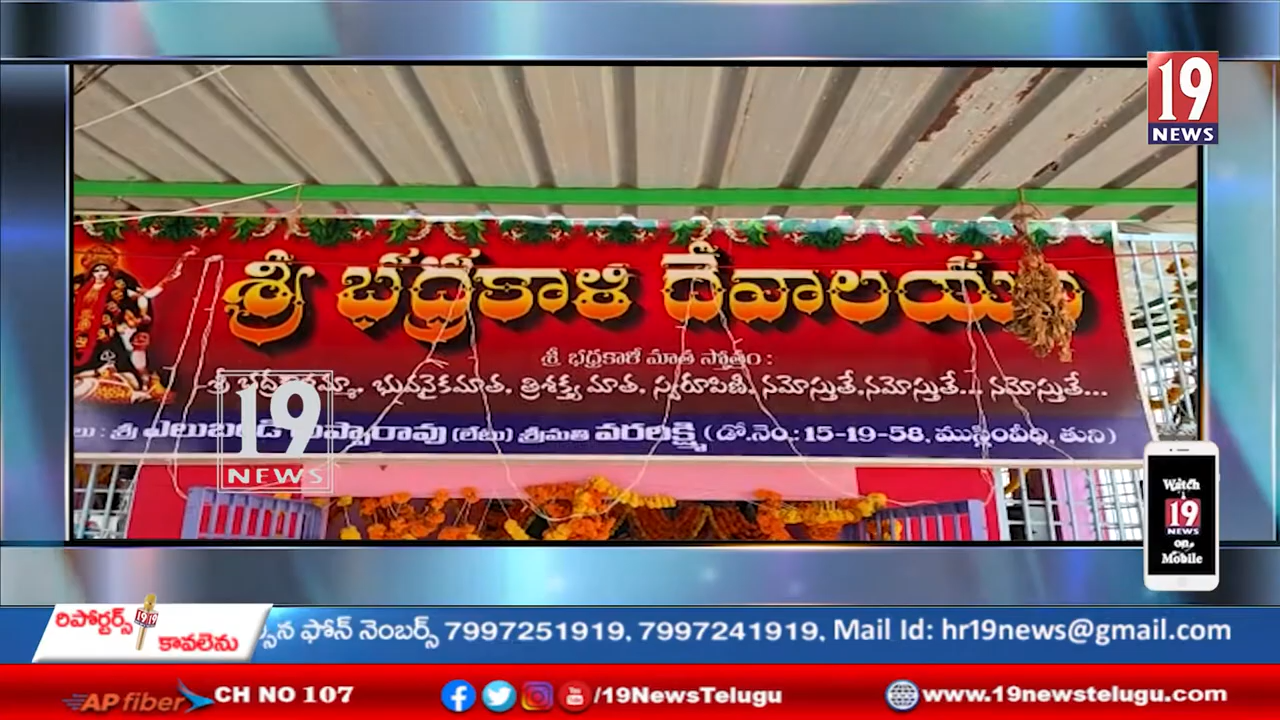 19
NEWS
శ్రీ భద్రకాళి దేవాలయం
శ్రీ భద్రకాళీ మాత స్తోత్రం :
భువనైకమాత, త్రిశక్త్యి మాత, స్వరూపిణి, నమోస్తుతే,నమోస్తుతే... నమోస్తుతే...
లు : శ్రీ (లేటు) శ్రీమతి వరలక్ష్మి (డో.నెం.: 15-19-58, ముస్లింవీధి, తుని)
19
NEWS
Watch
19
NEWS
on
Mobile
రిపోర్టర్స్ కావలెను
న ఫోన్ నెంబర్స్ 7997251919, 7997241919, Mail Id: hr19news@gmail.com
AP fiber CH NO 107 /19NewsTelugu www.19newstelugu.com